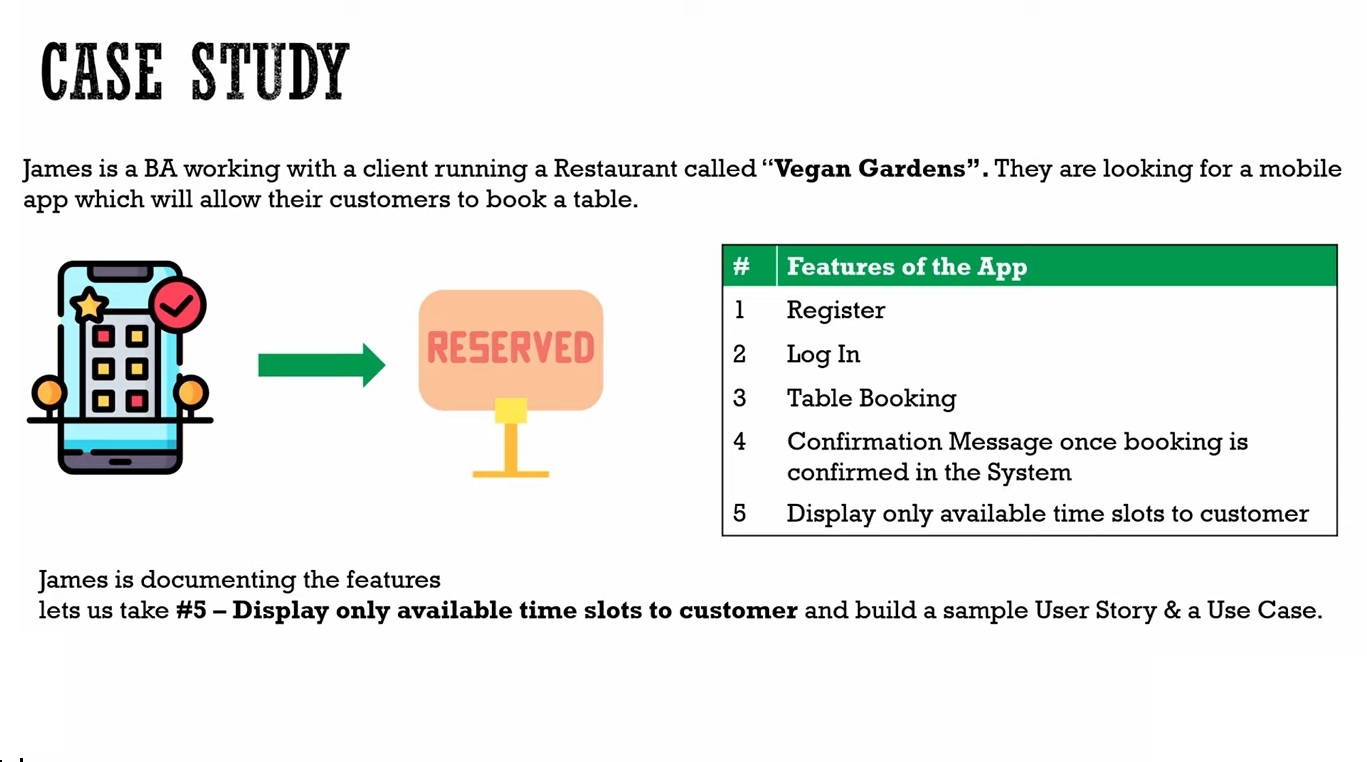 CASE STUDY
James is a BA working with a client running a Restaurant called “Vegan Gardens”. They are looking for a mobile
app which will allow their customers to book a table.
RESERVED
# Features of the App
1 Register
2 Log In
3 Table Booking
4 Confirmation Message once booking is
confirmed in the System
5 Display only available time slots to customer
James is documenting the features
lets us take #5 – Display only available time slots to customer and build a sample User Story & a Use Case.